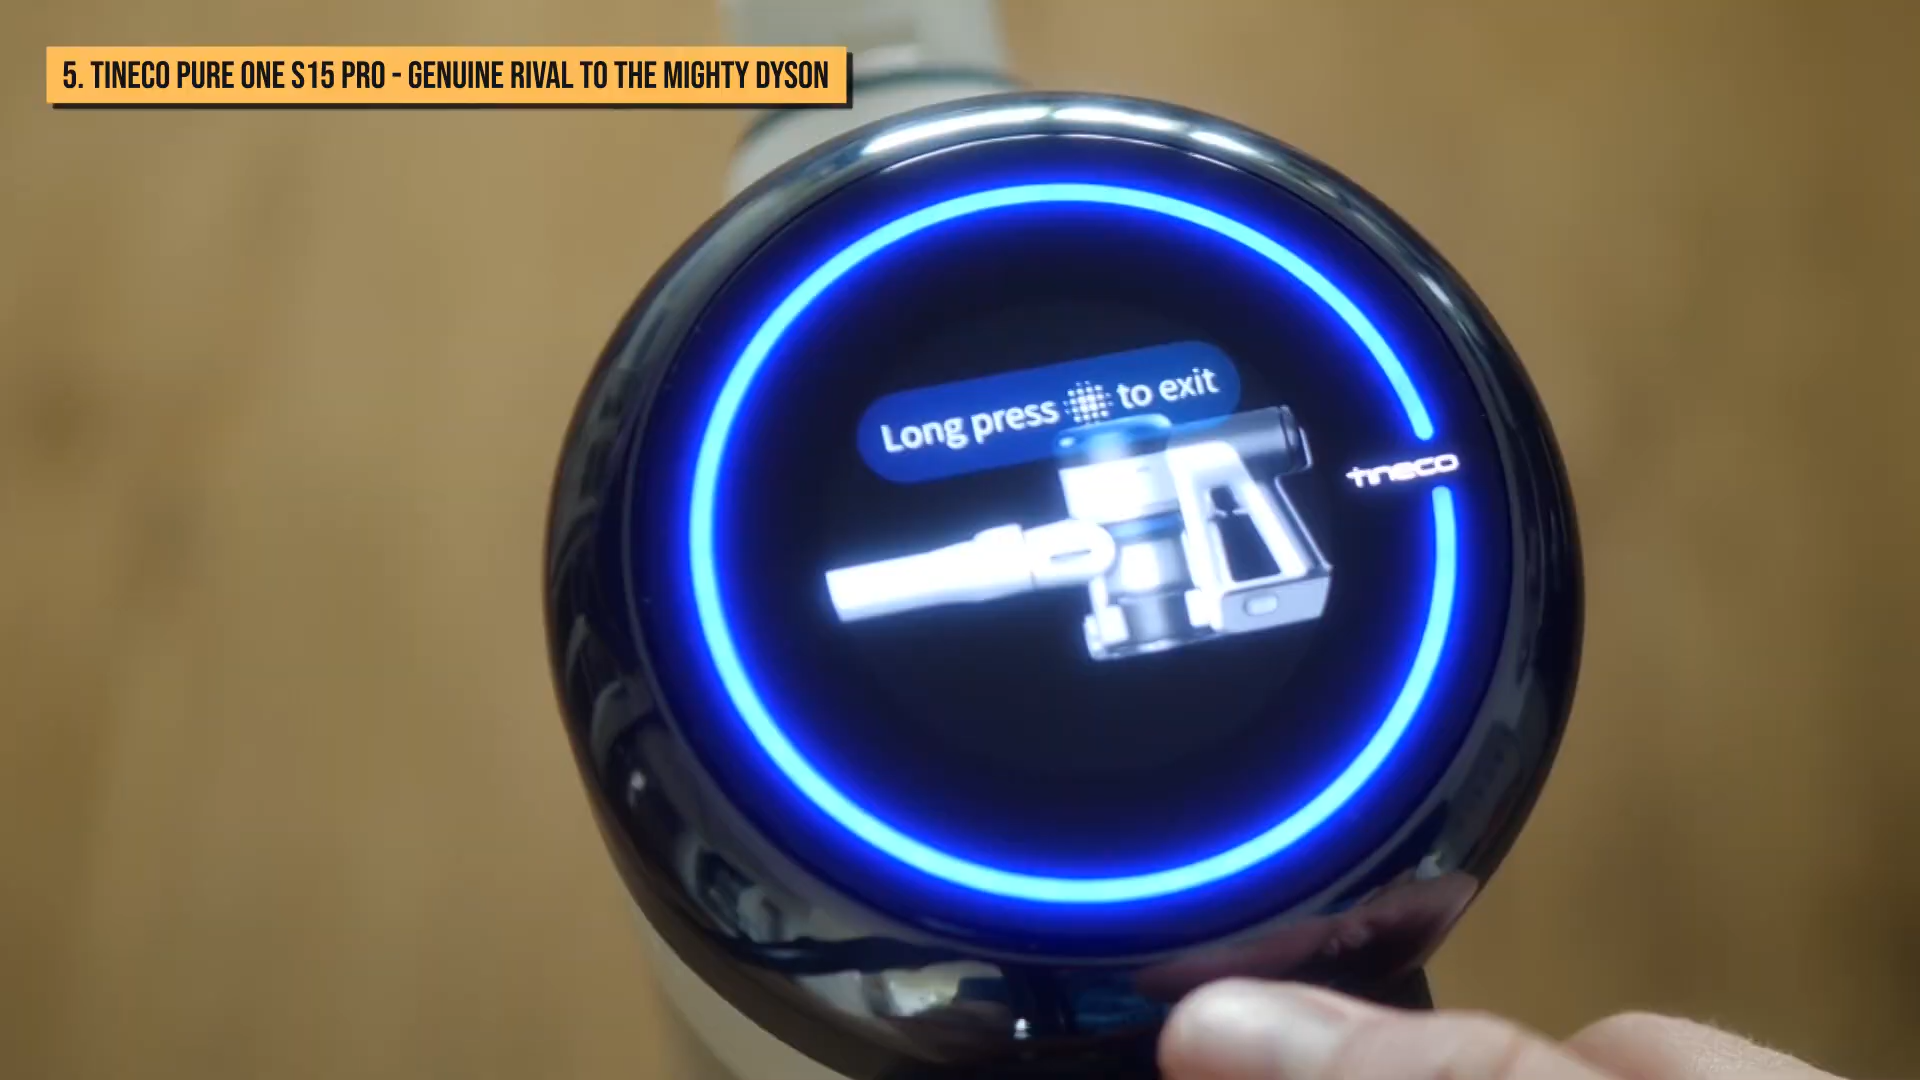 5. TINECO PURE ONE S15 PRO - GENUINE RIVAL TO THE MIGHTY DYSON
Long press to exit
tineco